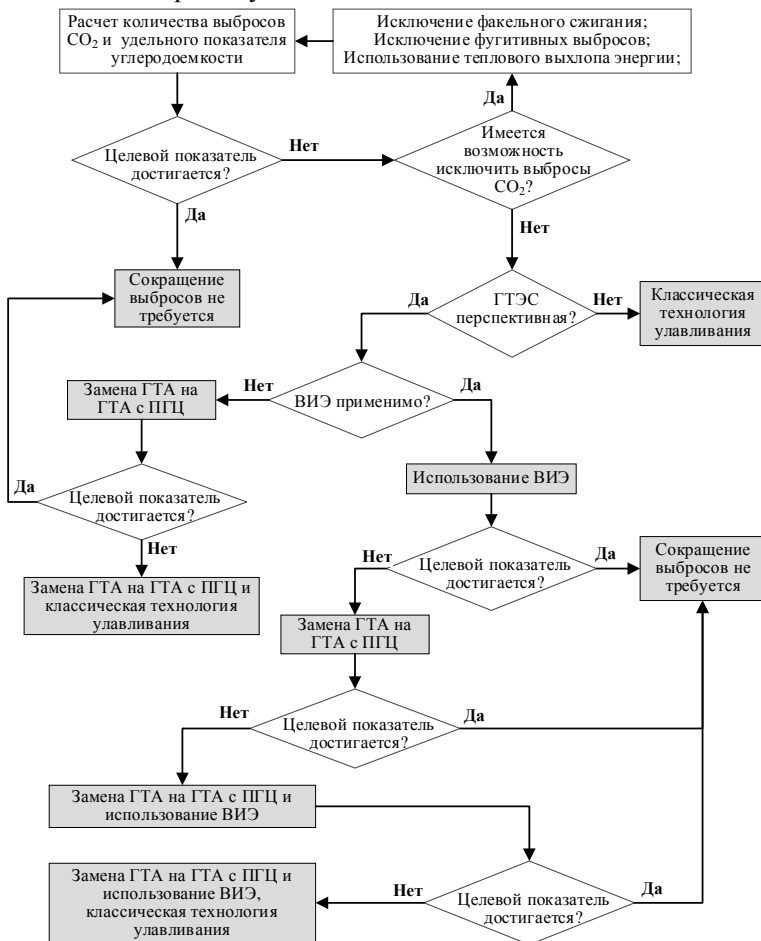 Расчет количества выбросов
CO₂ и удельного показателя
углеродоемкости
Исключение факельного сжигания;
Исключение фугитивных выбросов;
Использование теплового выхлопа энергии;
Да
Целевой показатель
достигается?
Нет
Имеется
возможность
исключить выбросы
CO₂?
Да
Нет
Сокращение
выбросов не
требуется
Да
ГТЭС
перспективная?
Нет
Классическая
технология
улавливания
Замена ГТА на
ГТА с ПГЦ
Нет
ВИЭ применимо?
Да
Использование ВИЭ
Да
Целевой показатель
достигается?
Нет
Нет
Целевой показатель
достигается?
Да
Сокращение
выбросов не
требуется
Замена ГТА на ГТА с ПГЦ и
классическая технология
улавливания
Замена ГТА на
ГТА с ПГЦ
Нет
Целевой показатель
достигается?
Да
Замена ГТА на ГТА с ПГЦ и
использование ВИЭ
Замена ГТА на ГТА с ПГЦ и
использование ВИЭ,
классическая технология
улавливания
Нет
Целевой показатель
достигается?
Да